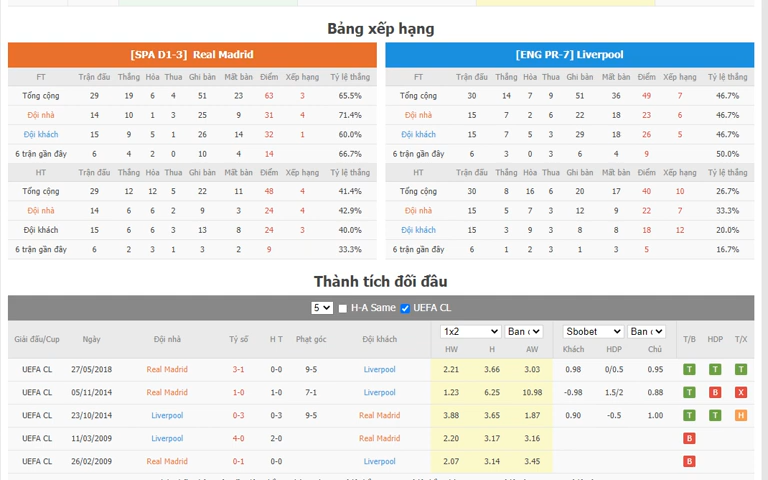 Bảng xếp hạng
[SPA D1-3] Real Madrid
FT Trận đấu Thắng Hòa Thua Ghi bàn Mất bàn Điểm Xếp hạng Tỷ lệ thắng
Tổng cộng 29 19 6 4 51 23 63 3 65.5%
Đội nhà 14 10 1 3 25 9 31 4 71.4%
Đội khách 15 9 5 1 26 14 32 1 60.0%
6 trận gần đây 6 4 2 0 10 4 14 66.7%
HT Trận đấu Thắng Hòa Thua Ghi bàn Mất bàn Điểm Xếp hạng Tỷ lệ thắng
Tổng cộng 29 12 12 5 22 11 48 4 41.4%
Đội nhà 14 6 6 2 9 3 24 4 42.9%
Đội khách 15 6 6 3 13 8 24 3 40.0%
6 trận gần đây 6 2 3 1 3 2 9 33.3%
[ENG PR-7] Liverpool
FT Trận đấu Thắng Hòa Thua Ghi bàn Mất bàn Điểm Xếp hạng Tỷ lệ thắng
Tổng cộng 30 14 7 9 51 36 49 7 46.7%
Đội nhà 15 7 2 6 22 18 23 6 46.7%
Đội khách 15 7 5 3 29 18 26 5 46.7%
6 trận gần đây 6 3 0 3 6 4 9 50.0%
HT Trận đấu Thắng Hòa Thua Ghi bàn Mất bàn Điểm Xếp hạng Tỷ lệ thắng
Tổng cộng 30 8 16 6 20 17 40 10 26.7%
Đội nhà 15 5 7 3 12 9 22 7 33.3%
Đội khách 15 3 9 3 8 8 18 12 20.0%
6 trận gần đây 6 1 2 3 1 3 5 16.7%
Thành tích đối đầu
5 H-A Same UEFA CL
Giải đấu/Cup Ngày Đội nhà Tỷ số H T Phạt góc Đội khách 1x2 Ban c Sbobet Ban c T/B HDP T/X
HW H AW Khách HDP Chủ
UEFA CL 27/05/2018 Real Madrid 3-1 0-0 9-5 Liverpool 2.21 3.66 3.03 0.98 0/0.5 0.95 T T T
UEFA CL 05/11/2014 Real Madrid 1-0 1-0 7-1 Liverpool 1.23 6.25 10.98 -0.98 1.5/2 0.88 T B X
UEFA CL 23/10/2014 Liverpool 0-3 0-3 9-5 Real Madrid 3.88 3.65 1.87 0.90 -0.5 1.00 T T H
UEFA CL 11/03/2009 Liverpool 4-0 2-0 Real Madrid 2.20 3.17 3.16 B
UEFA CL 26/02/2009 Real Madrid 0-1 0-0 Liverpool 2.07 3.14 3.45 B